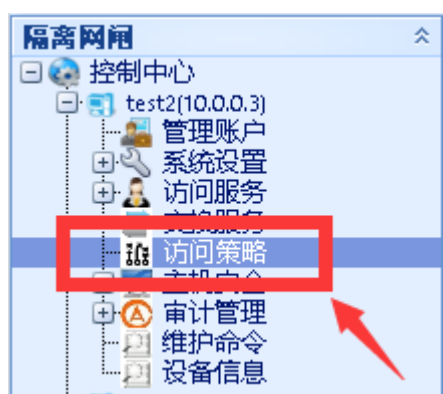 隔离网闸
控制中心
test2(10.0.0.3)
管理账户
系统设置
访问服务
访问策略
审计管理
维护命令
设备信息